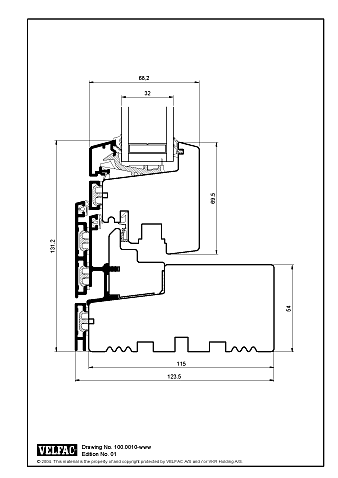 68.2
32
131.2
69.5
54
115
123.5
VELFAC
Drawing No. 100.0010-www
Edition No. 01
© 2004. This material is the property of and copyright protected by VELFAC A/S and / or VKR Holding A/S.